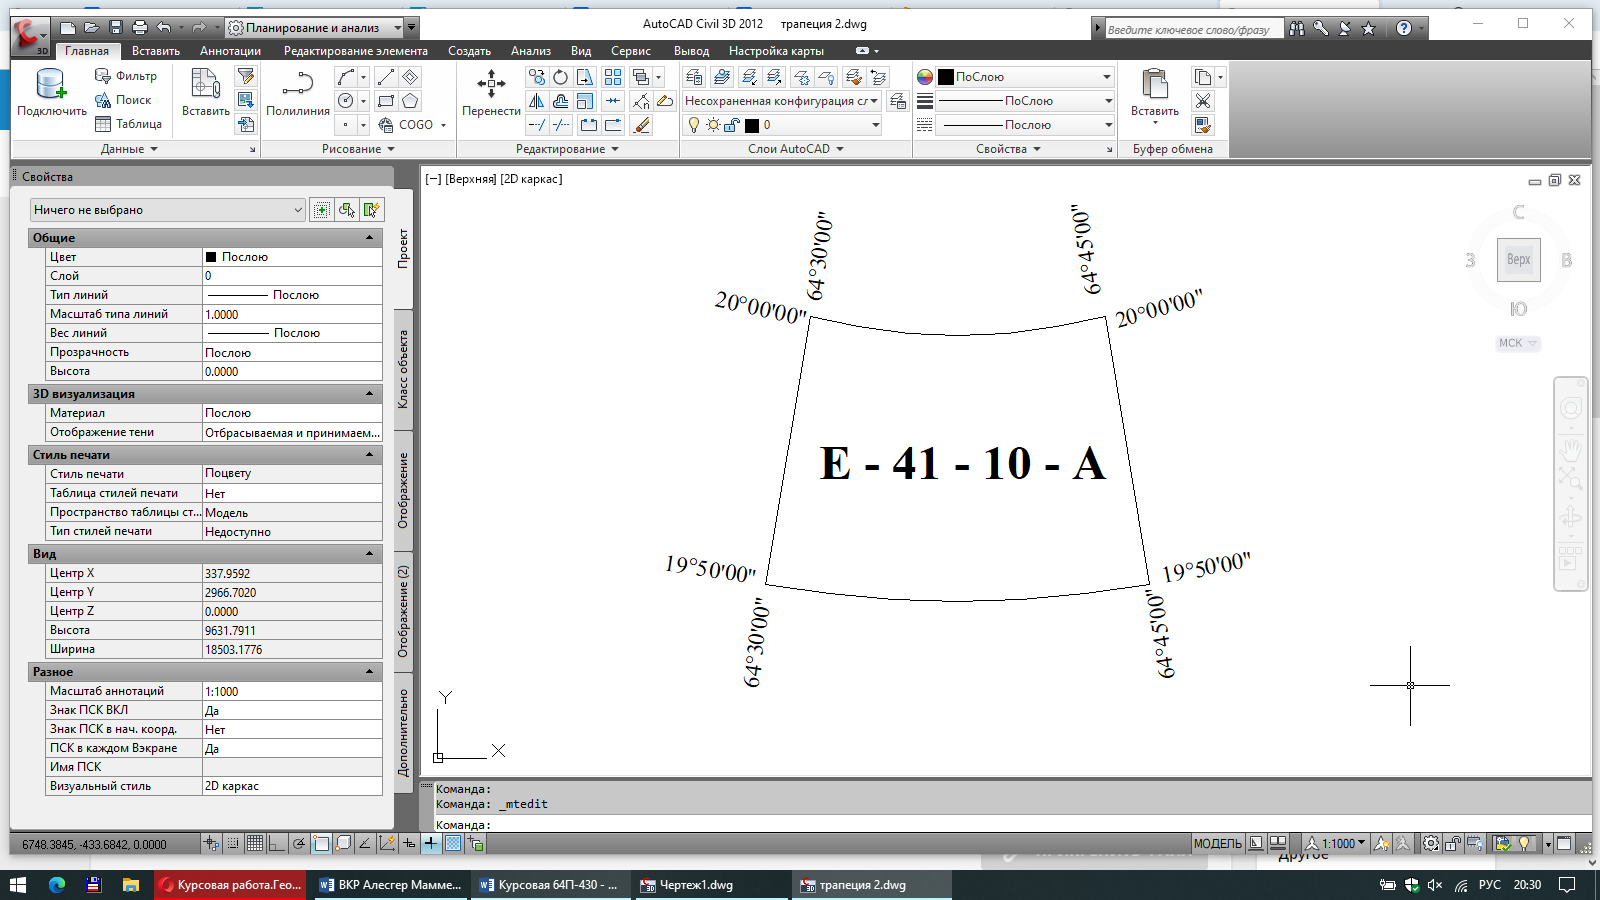 AutoCAD Civil 3D 2012 трапеция 2.dwg
Планирование и анализ
Введите ключевое слово/фразу
3D
Главная Вставить Аннотации Редактирование элемента Создать Анализ Вид Сервис Вывод Настройка карты
Подключить
Фильтр
Поиск
Таблица
Данные
Вставить
Полилиния
COGO
Рисование
Перенести
Редактирование
Несохраненная конфигурация сл
0
Слои AutoCAD
ПоСлою
ПоСлою
Послою
Свойства
Вставить
Буфер обмена
Свойства
Ничего не выбрано
Общие
Цвет Послою
Слой 0
Тип линий Послою
Масштаб типа линий 1.0000
Вес линий Послою
Прозрачность Послою
Высота 0.0000
3D визуализация
Материал Послою
Отображение тени Отбрасываемая и принимаем...
Стиль печати
Стиль печати Поцвету
Таблица стилей печати Нет
Пространство таблицы ст... Модель
Тип стилей печати Недоступно
Вид
Центр X 337.9592
Центр Y 2966.7020
Центр Z 0.0000
Высота 9631.7911
Ширина 18503.1776
Разное
Масштаб аннотаций 1:1000
Знак ПСК ВКЛ Да
Знак ПСК в нач. коорд. Нет
ПСК в каждом Вэкране Да
Имя ПСК
Визуальный стиль 2D каркас
Проект
Класс объекта
Отображение
Отображение (2)
Дополнительно
[−] [Верхняя] [2D каркас]
64°30'00"
64°45'00"
20°00'00"
20°00'00"
E - 41 - 10 - A
19°50'00"
19°50'00"
64°30'00"
64°45'00"
С
З
Верх
В
Ю
МСК
Y
X
Команда:
Команда: _mtedit
Команда:
6748.3845, -433.6842, 0.0000
МОДЕЛЬ
1:1000
Другое
Курсовая работа.Гео...
ВКР Алесгер Мамме...
Курсовая 64П-430 - ...
Чертеж1.dwg
трапеция 2.dwg
РУС
20:30